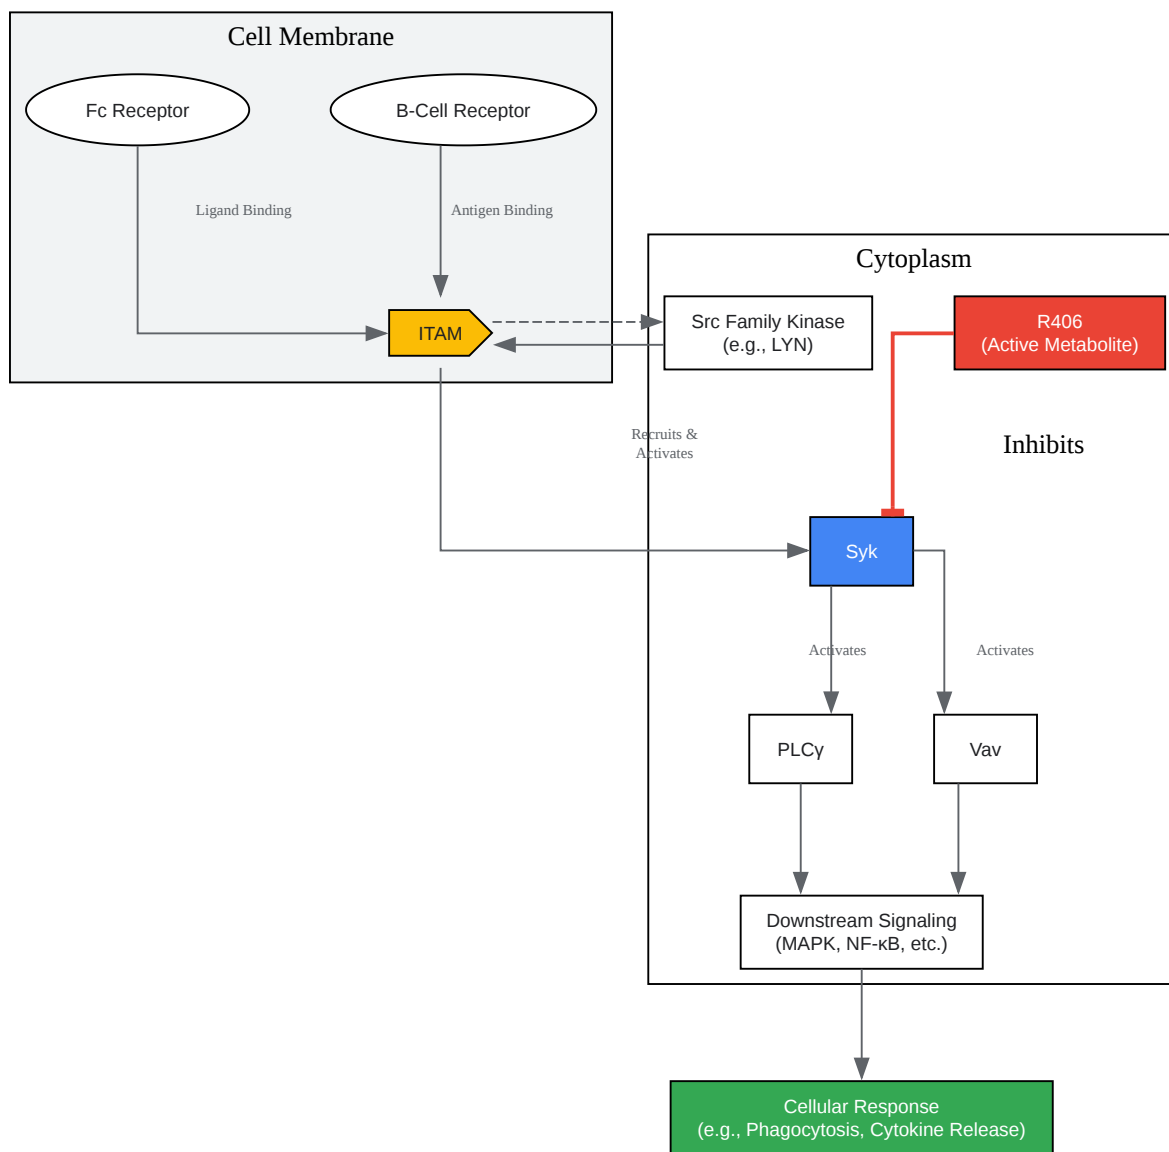 Cell Membrane
Fc Receptor
B-Cell Receptor
Ligand Binding
Antigen Binding
ITAM
Cytoplasm
Src Family Kinase
(e.g., LYN)
R406
(Active Metabolite)
Recruits &
Activates
Inhibits
Syk
Activates
Activates
PLCγ
Vav
Downstream Signaling
(MAPK, NF-κB, etc.)
Cellular Response
(e.g., Phagocytosis, Cytokine Release)